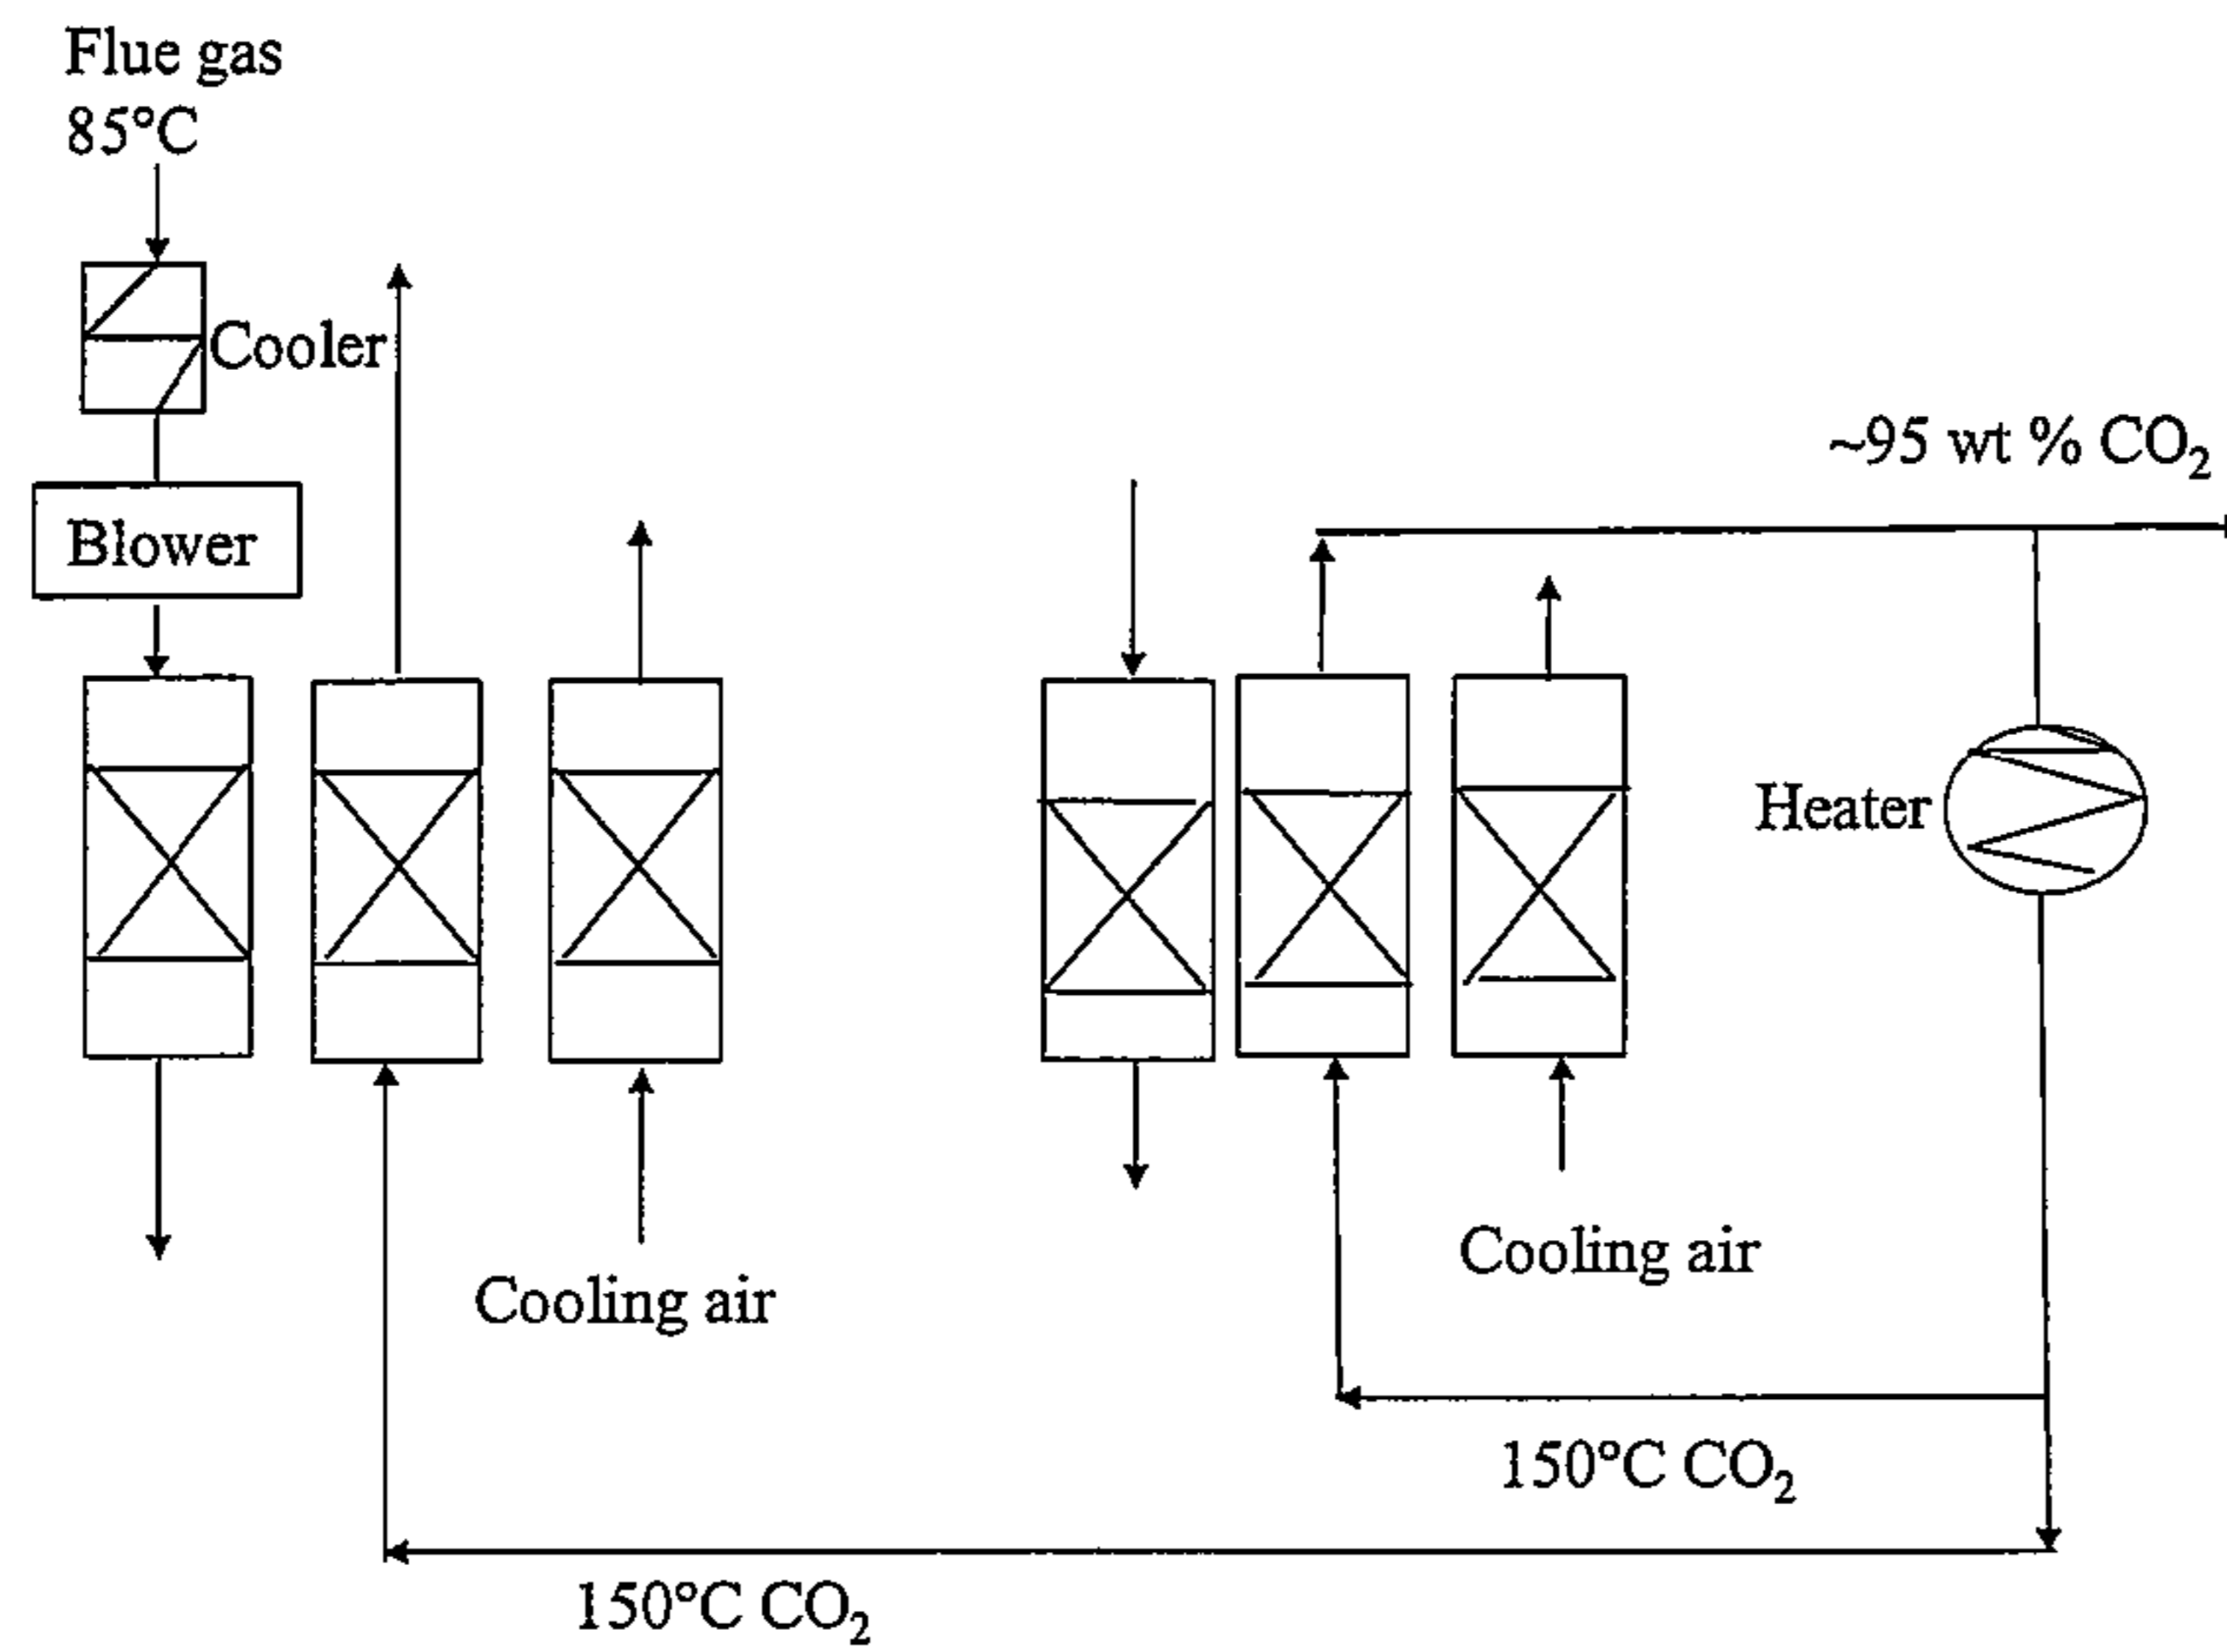 Flue gas
85°C
Cooler
Blower
~95 wt % CO₂
Heater
Cooling air
Cooling air
150°C CO₂
150°C CO₂